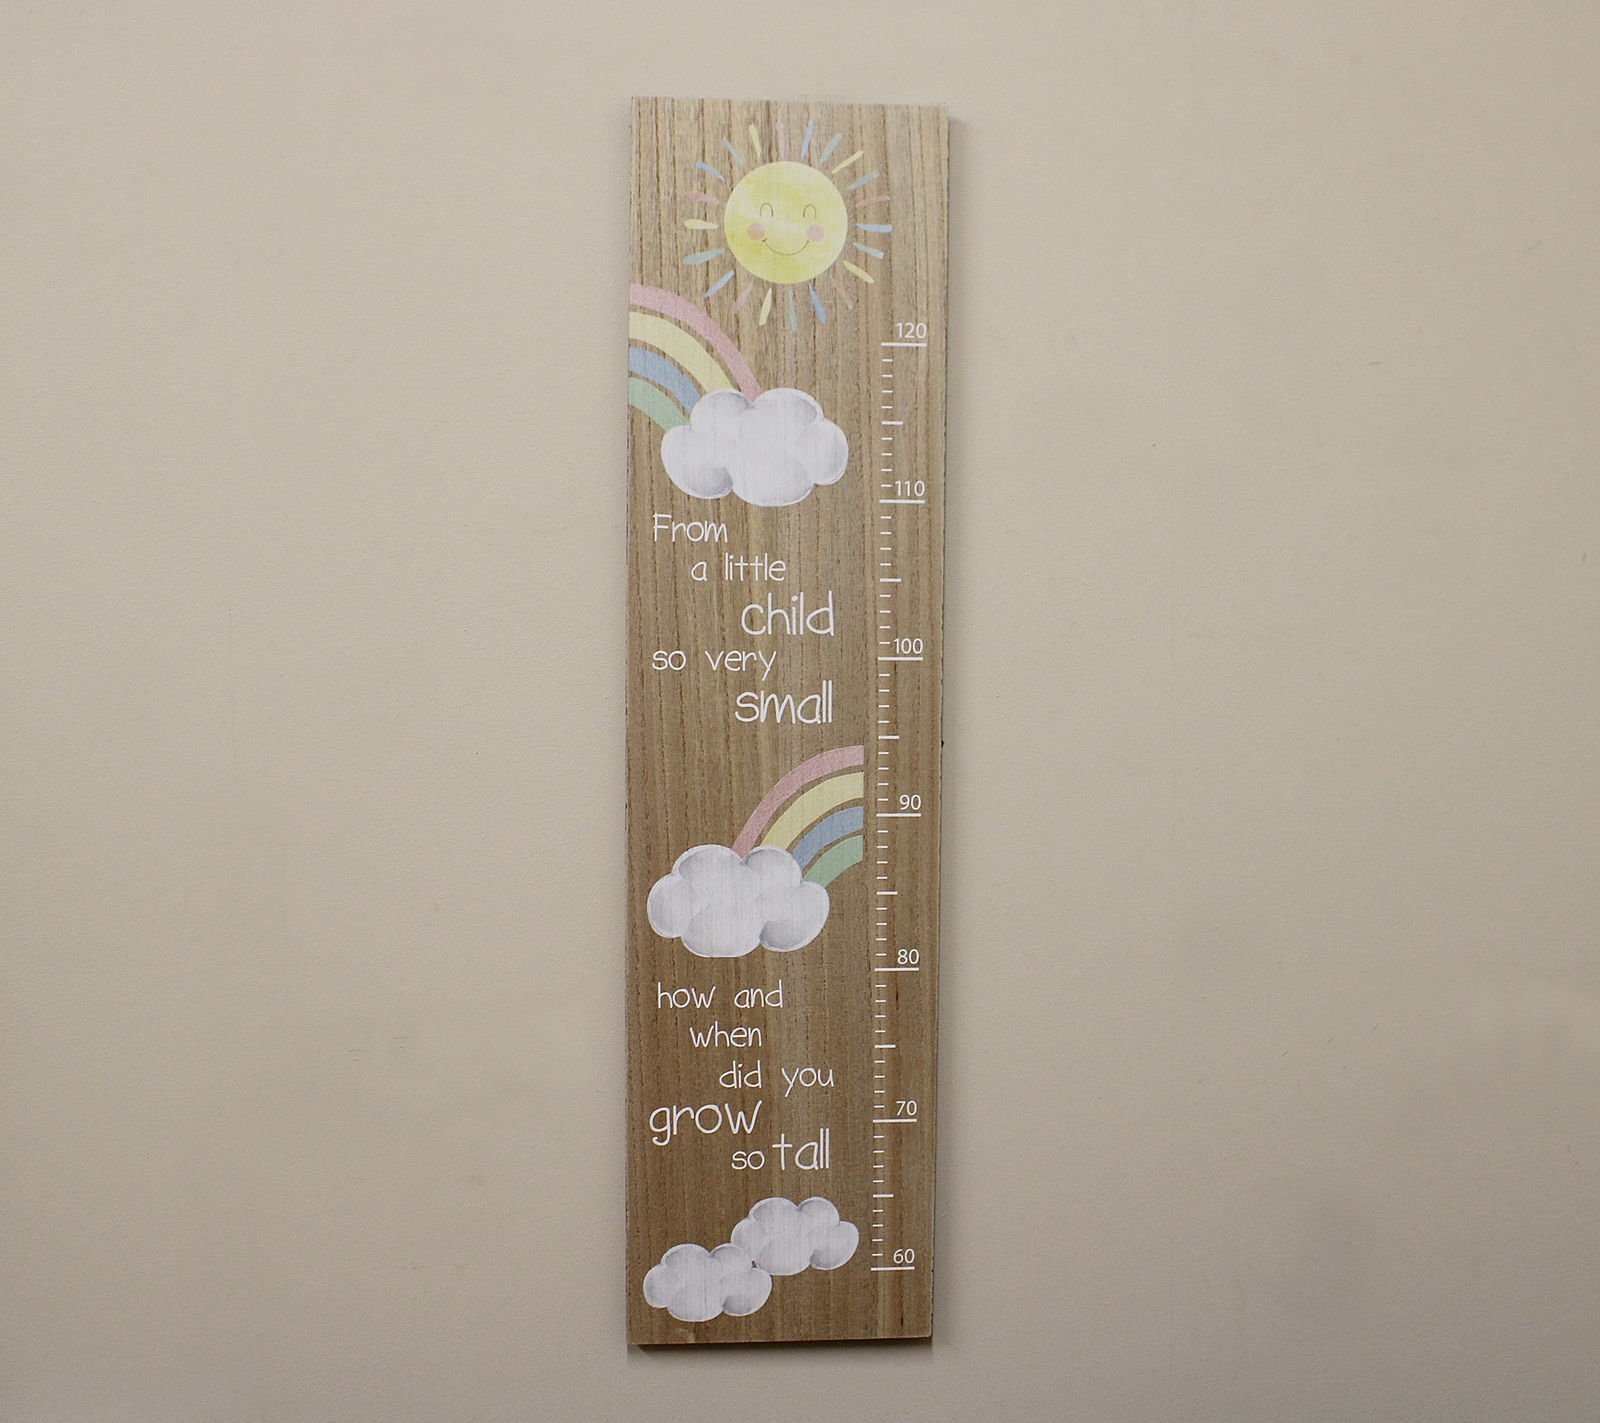 120
110
From
a little
child
so very
100
small
90
80
how and
when
did you
70
grow
so tall
60